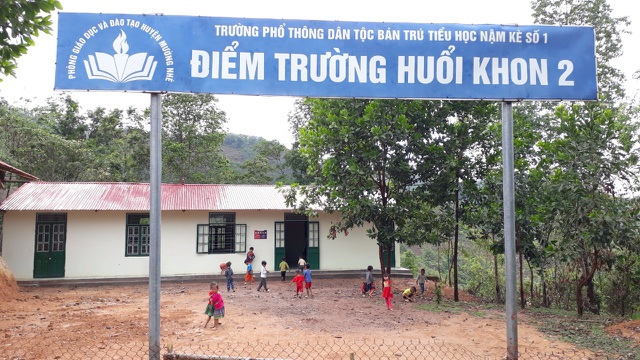 PHÒNG GIÁO DỤC VÀ ĐÀO TẠO HUYỆN MƯỜNG NHÉ
TRƯỜNG PHỔ THÔNG DÂN TỘC BÁN TRÚ TIỂU HỌC NẬM KÈ SỐ 1
ĐIỂM TRƯỜNG HUỔI KHON 2